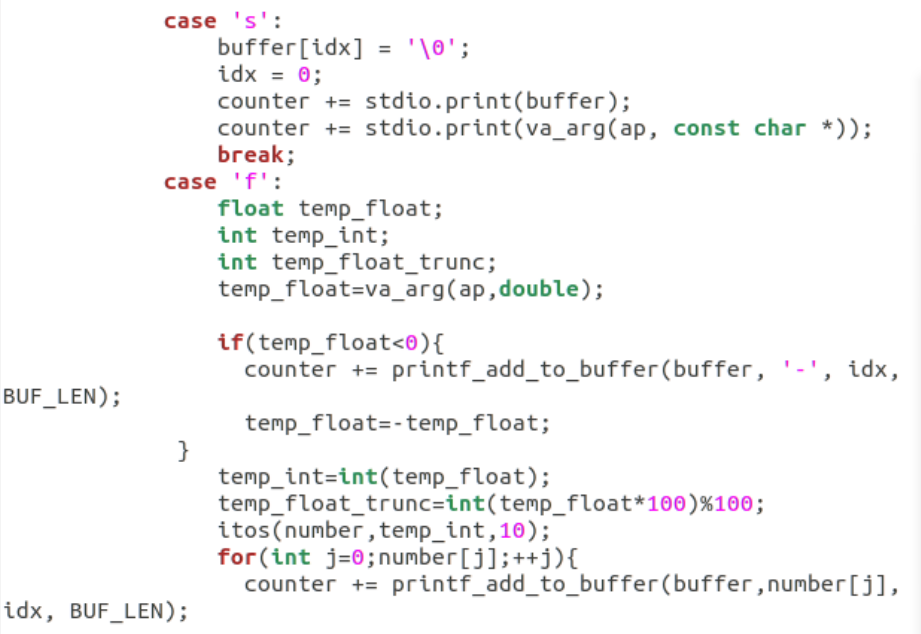 case 's':
buffer[idx] = '\0';
idx = 0;
counter += stdio.print(buffer);
counter += stdio.print(va_arg(ap, const char *));
break;
case 'f':
float temp_float;
int temp_int;
int temp_float_trunc;
temp_float=va_arg(ap,double);
if(temp_float<0){
counter += printf_add_to_buffer(buffer, '-', idx,
BUF_LEN);
temp_float=-temp_float;
}
temp_int=int(temp_float);
temp_float_trunc=int(temp_float*100)%100;
itos(number,temp_int,10);
for(int j=0;number[j];++j){
counter += printf_add_to_buffer(buffer,number[j],
idx, BUF_LEN);